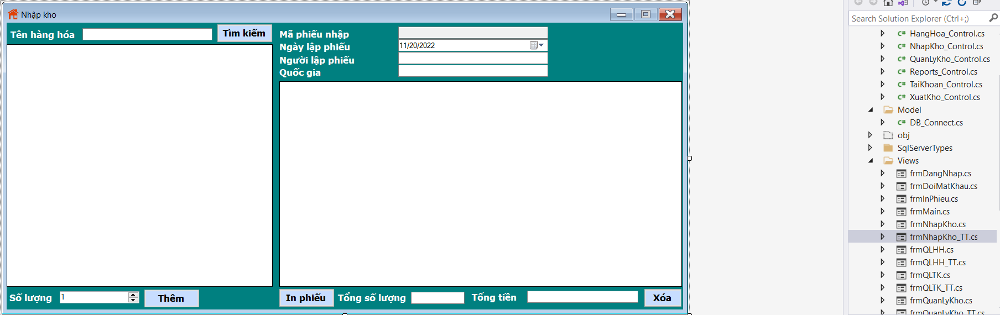 Nhập kho
Tên hàng hóa
Tìm kiếm
Mã phiếu nhập
Ngày lập phiếu
11/20/2022
Người lập phiếu
Quốc gia
Số lượng
1
Thêm
In phiếu
Tổng số lượng
Tổng tiền
Xóa
Search Solution Explorer (Ctrl+;)
C# HangHoa_Control.cs
C# NhapKho_Control.cs
C# QuanLyKho_Control.cs
C# Reports_Control.cs
C# TaiKhoan_Control.cs
C# XuatKho_Control.cs
Model
C# DB_Connect.cs
obj
SqlServerTypes
Views
frmDangNhap.cs
frmDoiMatKhau.cs
frmInPhieu.cs
frmMain.cs
frmNhapKho.cs
frmNhapKho_TT.cs
frmQLHH.cs
frmQLHH_TT.cs
frmQLTK.cs
frmQLTK_TT.cs
frmQuanLyKho.cs
frmQuanLyKho_TT.cs